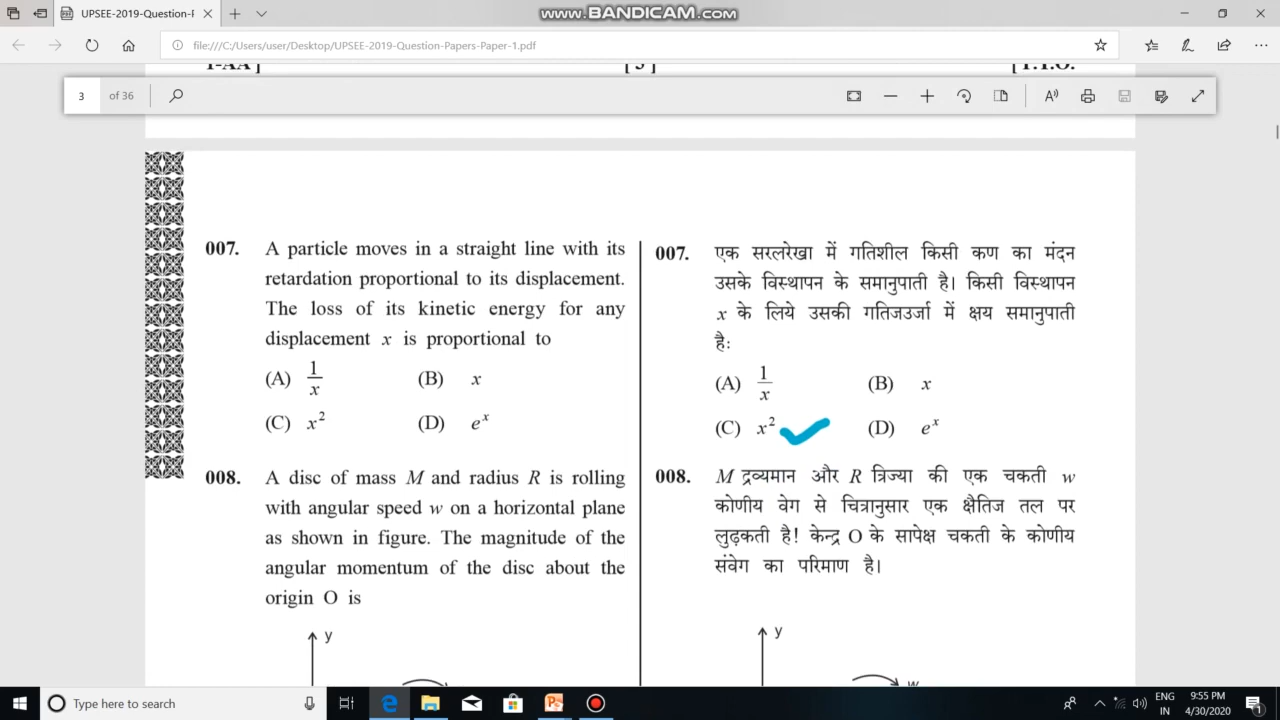 UPSEE-2019-Question-P
www.BANDICAM.com
file:///C:/Users/user/Desktop/UPSEE-2019-Question-Papers-Paper-1.pdf
1-AA] [ 3 ] [ P.T.O.
3 of 36
007. A particle moves in a straight line with its
retardation proportional to its displacement.
The loss of its kinetic energy for any
displacement x is proportional to
(A) 1/x (B) x
(C) x² (D) eˣ
008. A disc of mass M and radius R is rolling
with angular speed w on a horizontal plane
as shown in figure. The magnitude of the
angular momentum of the disc about the
origin O is
y
007. एक सरलरेखा में गतिशील किसी कण का मंदन
उसके विस्थापन के समानुपाती है। किसी विस्थापन
x के लिये उसकी गतिजउर्जा में क्षय समानुपाती
है:
(A) 1/x (B) x
(C) x² (D) eˣ
008. M द्रव्यमान और R त्रिज्या की एक चकती w
कोणीय वेग से चित्रानुसार एक क्षैतिज तल पर
लुढ़कती है! केन्द्र O के सापेक्ष चकती के कोणीय
संवेग का परिमाण है।
y
w
Type here to search
ENG
IN
9:55 PM
4/30/2020